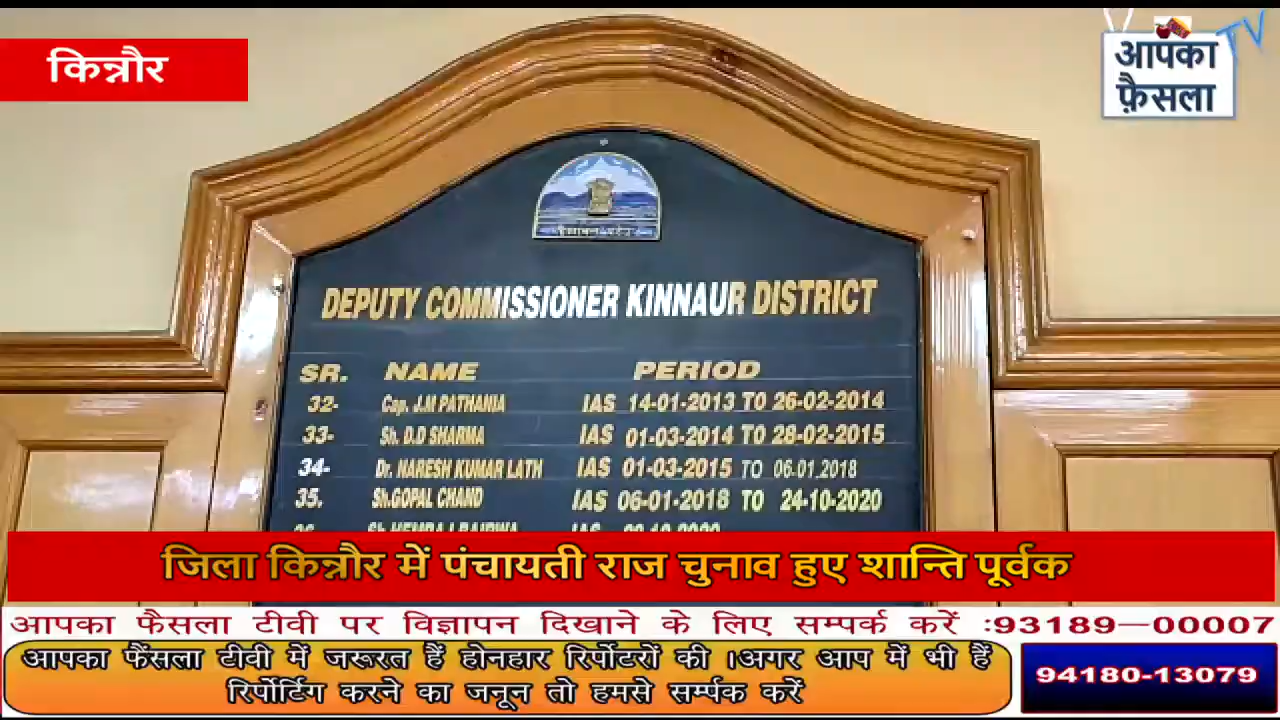 किन्नौर
आपका
फ़ैसला
TV
DEPUTY COMMISSIONER KINNAUR DISTRICT
SR. NAME PERIOD
32- Cap. J.M PATHANIA IAS 14-01-2013 TO 26-02-2014
33- Sh. D.D SHARMA IAS 01-03-2014 TO 28-02-2015
34- Dr. NARESH KUMAR LATH IAS 01-03-2015 TO 06.01.2018
35. Sh.GOPAL CHAND IAS 06-01-2018 TO 24-10-2020
जिला किन्नौर में पंचायती राज चुनाव हुए शान्ति पूर्वक
आपका फैसला टीवी पर विज्ञापन दिखाने के लिए सम्पर्क करें :93189—00007
आपका फैंसला टीवी में जरूरत हैं होनहार रिर्पोटरों की ।अगर आप में भी हैं
रिर्पोटिंग करने का जनून तो हमसे सर्म्पक करें
94180-13079